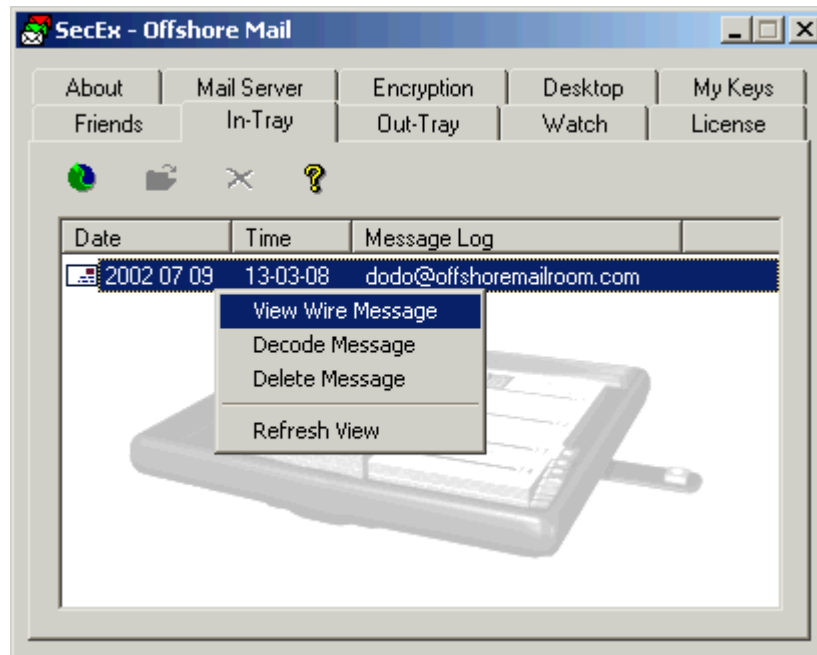 SecEx - Offshore Mail
About Mail Server Encryption Desktop My Keys
Friends In-Tray Out-Tray Watch License
?
Date Time Message Log
2002 07 09 13-03-08 dodo@offshoremailroom.com
View Wire Message
Decode Message
Delete Message
Refresh View